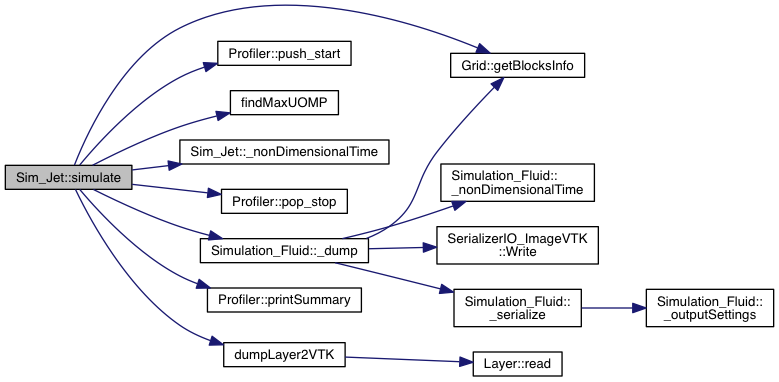 Sim_Jet::simulate
Profiler::push_start
findMaxUOMP
Sim_Jet::_nonDimensionalTime
Profiler::pop_stop
Simulation_Fluid::_dump
Profiler::printSummary
dumpLayer2VTK
Grid::getBlocksInfo
Simulation_Fluid::
_nonDimensionalTime
SerializerIO_ImageVTK
::Write
Simulation_Fluid::
_serialize
Layer::read
Simulation_Fluid::
_outputSettings